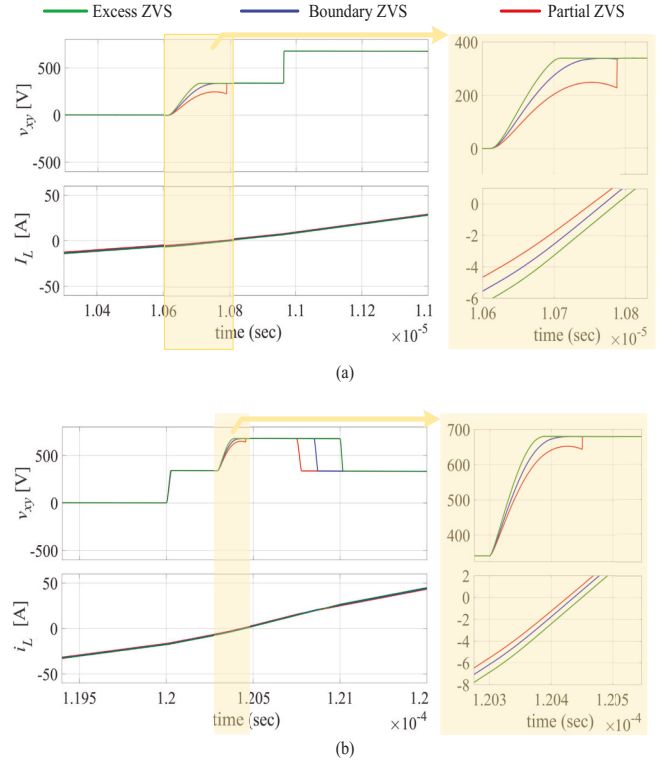 Excess ZVS Boundary ZVS Partial ZVS
v_xy [V]
500
0
-500
400
200
0
I_L [A]
50
0
-50
0
-2
-4
-6
1.04 1.06 1.08 1.1 1.12 1.1
time (sec) ×10⁻⁵
1.06 1.07 1.08
time (sec) ×10⁻⁵
(a)
v_xy [V]
500
0
-500
700
600
500
400
i_L [A]
50
0
-50
2
0
-2
-4
-6
-8
1.195 1.2 1.205 1.21 1.2
time (sec) ×10⁻⁴
1.203 1.204 1.205
time (sec) ×10⁻⁴
(b)